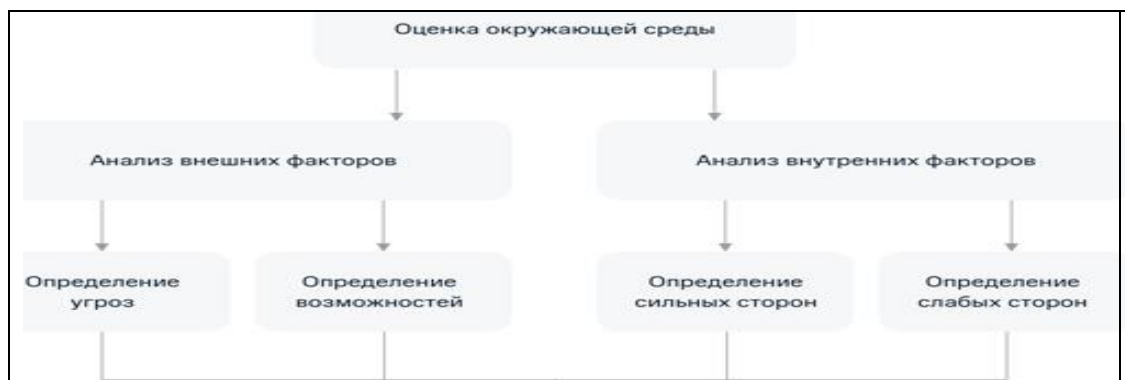 Оценка окружающей среды
Анализ внешних факторов
Анализ внутренних факторов
Определение
угроз
Определение
возможностей
Определение
сильных сторон
Определение
слабых сторон